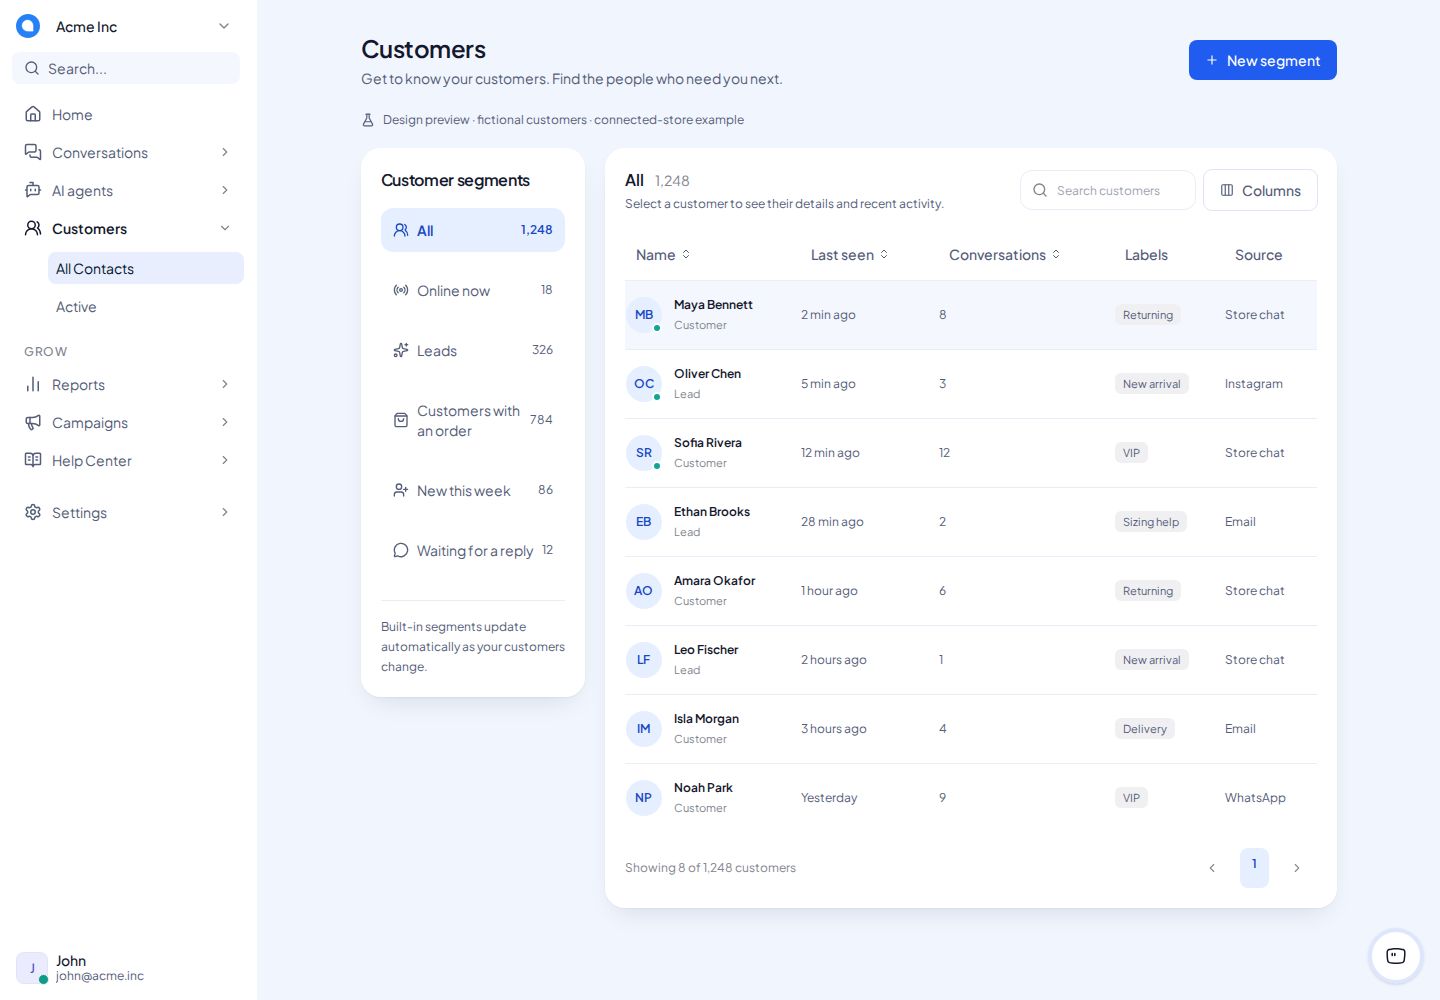 Acme Inc
Search...
Home
Conversations
AI agents
Customers
All Contacts
Active
GROW
Reports
Campaigns
Help Center
Settings
J
John
john@acme.inc
Customers
Get to know your customers. Find the people who need you next.
New segment
Design preview · fictional customers · connected-store example
Customer segments
All 1,248
Online now 18
Leads 326
Customers with
an order
784
New this week 86
Waiting for a reply 12
Built-in segments update
automatically as your customers
change.
All 1,248
Select a customer to see their details and recent activity.
Search customers
Columns
Name Last seen Conversations Labels Source
MB Maya Bennett Customer 2 min ago 8 Returning Store chat
OC Oliver Chen Lead 5 min ago 3 New arrival Instagram
SR Sofia Rivera Customer 12 min ago 12 VIP Store chat
EB Ethan Brooks Lead 28 min ago 2 Sizing help Email
AO Amara Okafor Customer 1 hour ago 6 Returning Store chat
LF Leo Fischer Lead 2 hours ago 1 New arrival Store chat
IM Isla Morgan Customer 3 hours ago 4 Delivery Email
NP Noah Park Customer Yesterday 9 VIP WhatsApp
Showing 8 of 1,248 customers
1